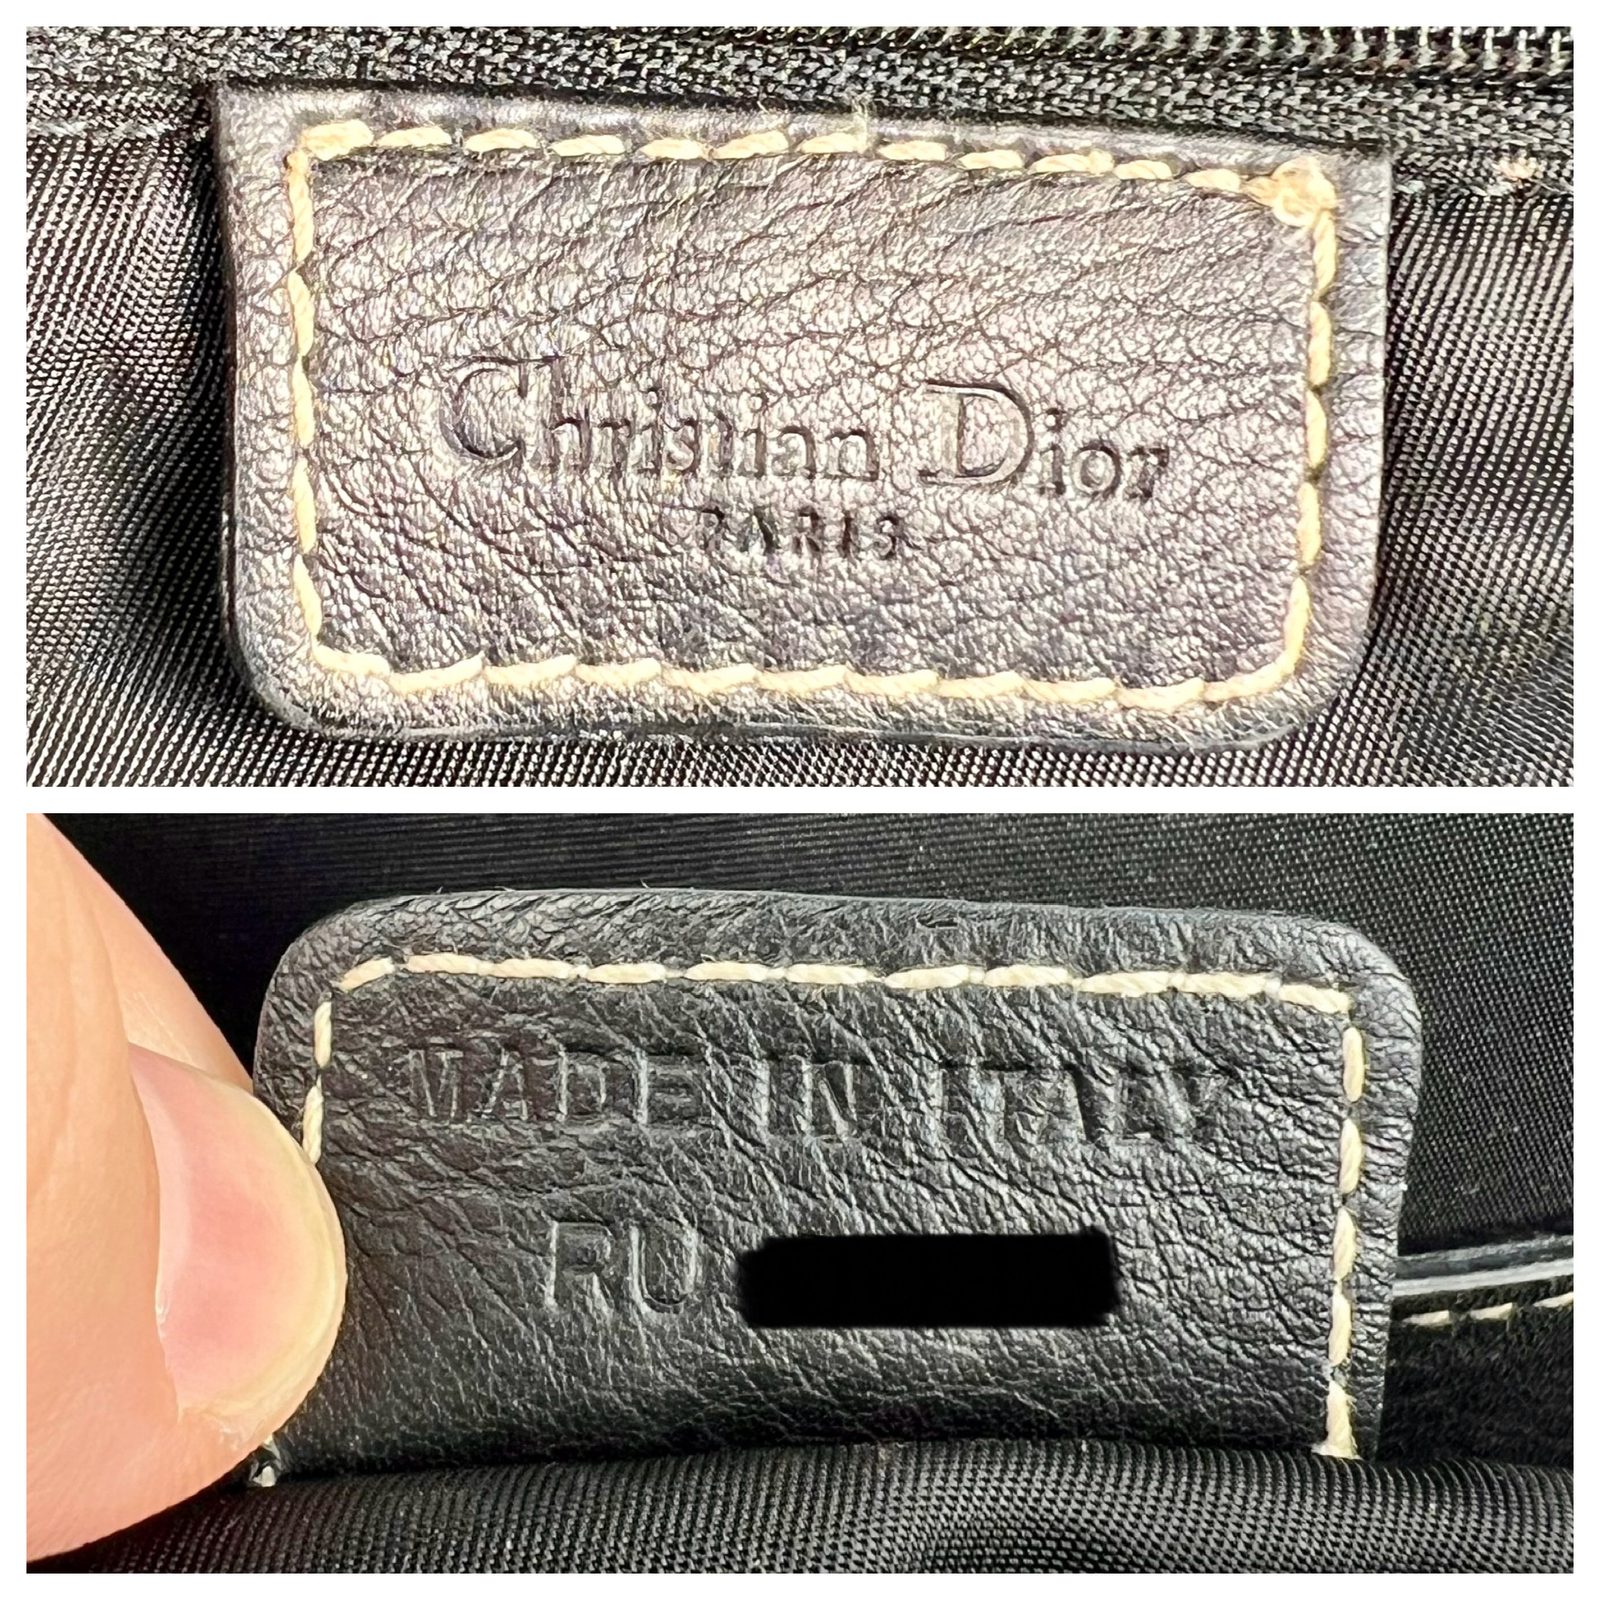 Christian Dior
PARIS
MADE IN ITALY
RU